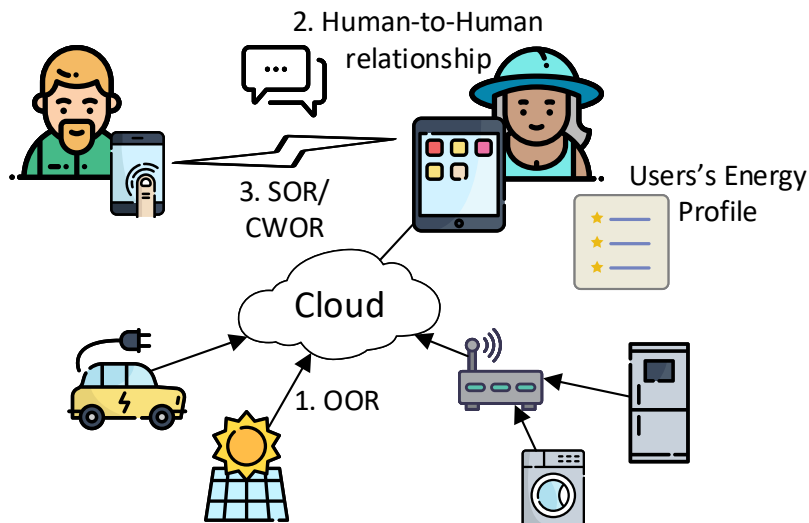 2. Human-to-Human
relationship
3. SOR/
CWOR
Users's Energy
Profile
Cloud
1. OOR